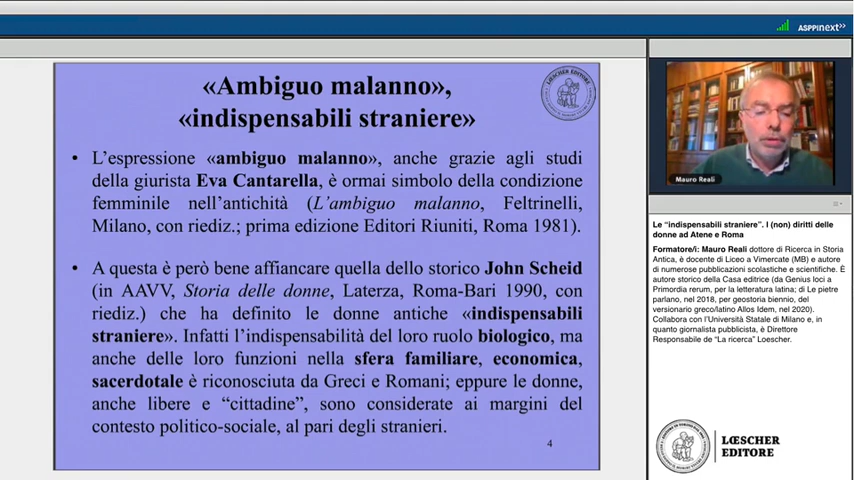 ASPPInext>>
«Ambiguo malanno»,
«indispensabili straniere»
• L'espressione «ambiguo malanno», anche grazie agli studi
della giurista Eva Cantarella, è ormai simbolo della condizione
femminile nell'antichità (L'ambiguo malanno, Feltrinelli,
Milano, con riediz.; prima edizione Editori Riuniti, Roma 1981).
• A questa è però bene affiancare quella dello storico John Scheid
(in AAVV, Storia delle donne, Laterza, Roma-Bari 1990, con
riediz.) che ha definito le donne antiche «indispensabili
straniere». Infatti l'indispensabilità del loro ruolo biologico, ma
anche delle loro funzioni nella sfera familiare, economica,
sacerdotale è riconosciuta da Greci e Romani; eppure le donne,
anche libere e “cittadine”, sono considerate ai margini del
contesto politico-sociale, al pari degli stranieri.
4
Mauro Reali
Le “indispensabili straniere”. I (non) diritti delle
donne ad Atene e Roma
Formatore/i: Mauro Reali dottore di Ricerca in Storia
Antica, è docente di Liceo a Vimercate (MB) e autore
di numerose pubblicazioni scolastiche e scientifiche. È
autore storico della Casa editrice (da Genius loci a
Primordia rerum, per la letteratura latina; di Le pietre
parlano, nel 2018, per geostoria biennio, del
versionario greco/latino Allos Idem, nel 2020).
Collabora con l'Università Statale di Milano e, in
quanto giornalista pubblicista, è Direttore
Responsabile de “La ricerca” Loescher.
LŒSCHER
EDITORE